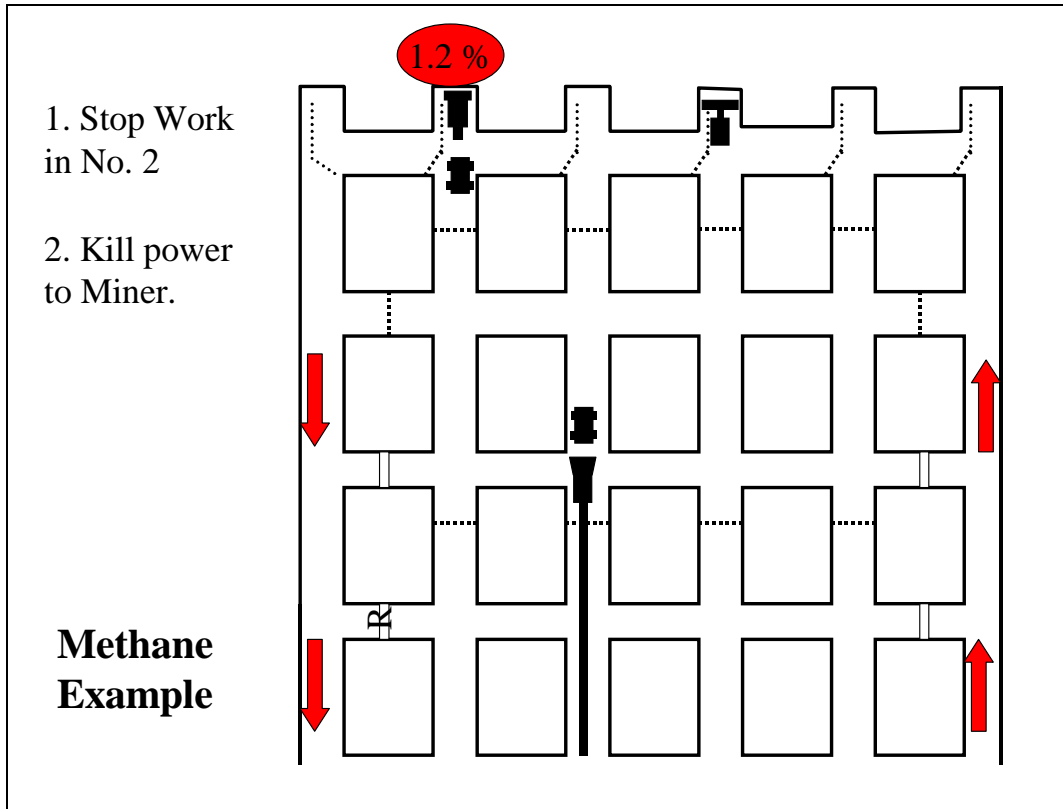 1.2 %
1. Stop Work
in No. 2
2. Kill power
to Miner.
R
Methane
Example